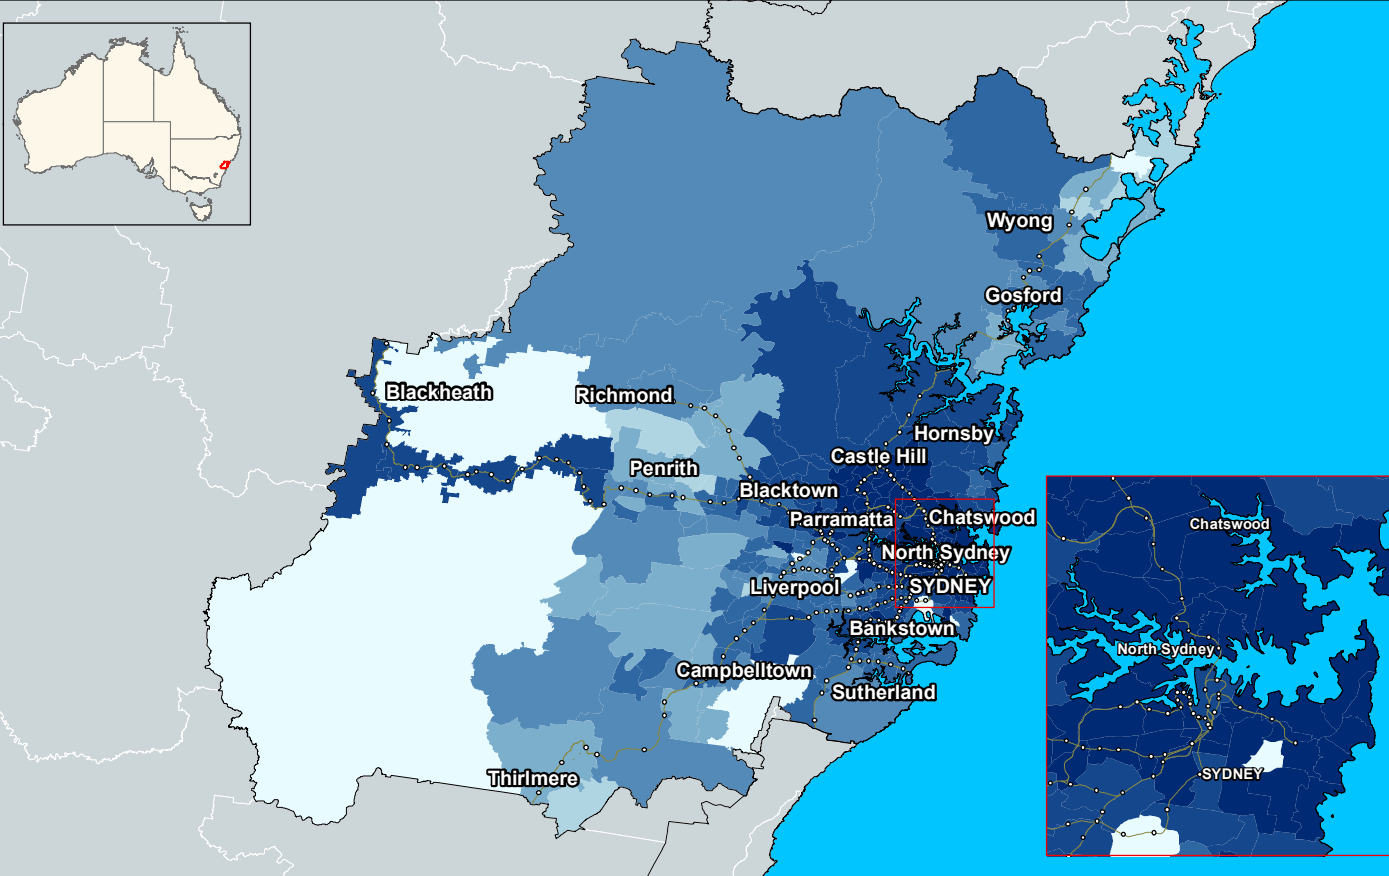 Wyong
Gosford
Blackheath
Richmond
Hornsby
Castle Hill
Penrith
Blacktown
Parramatta
Chatswood
North Sydney
Liverpool
SYDNEY
Bankstown
Campbelltown
Sutherland
Thirlmere
Chatswood
North Sydney
SYDNEY